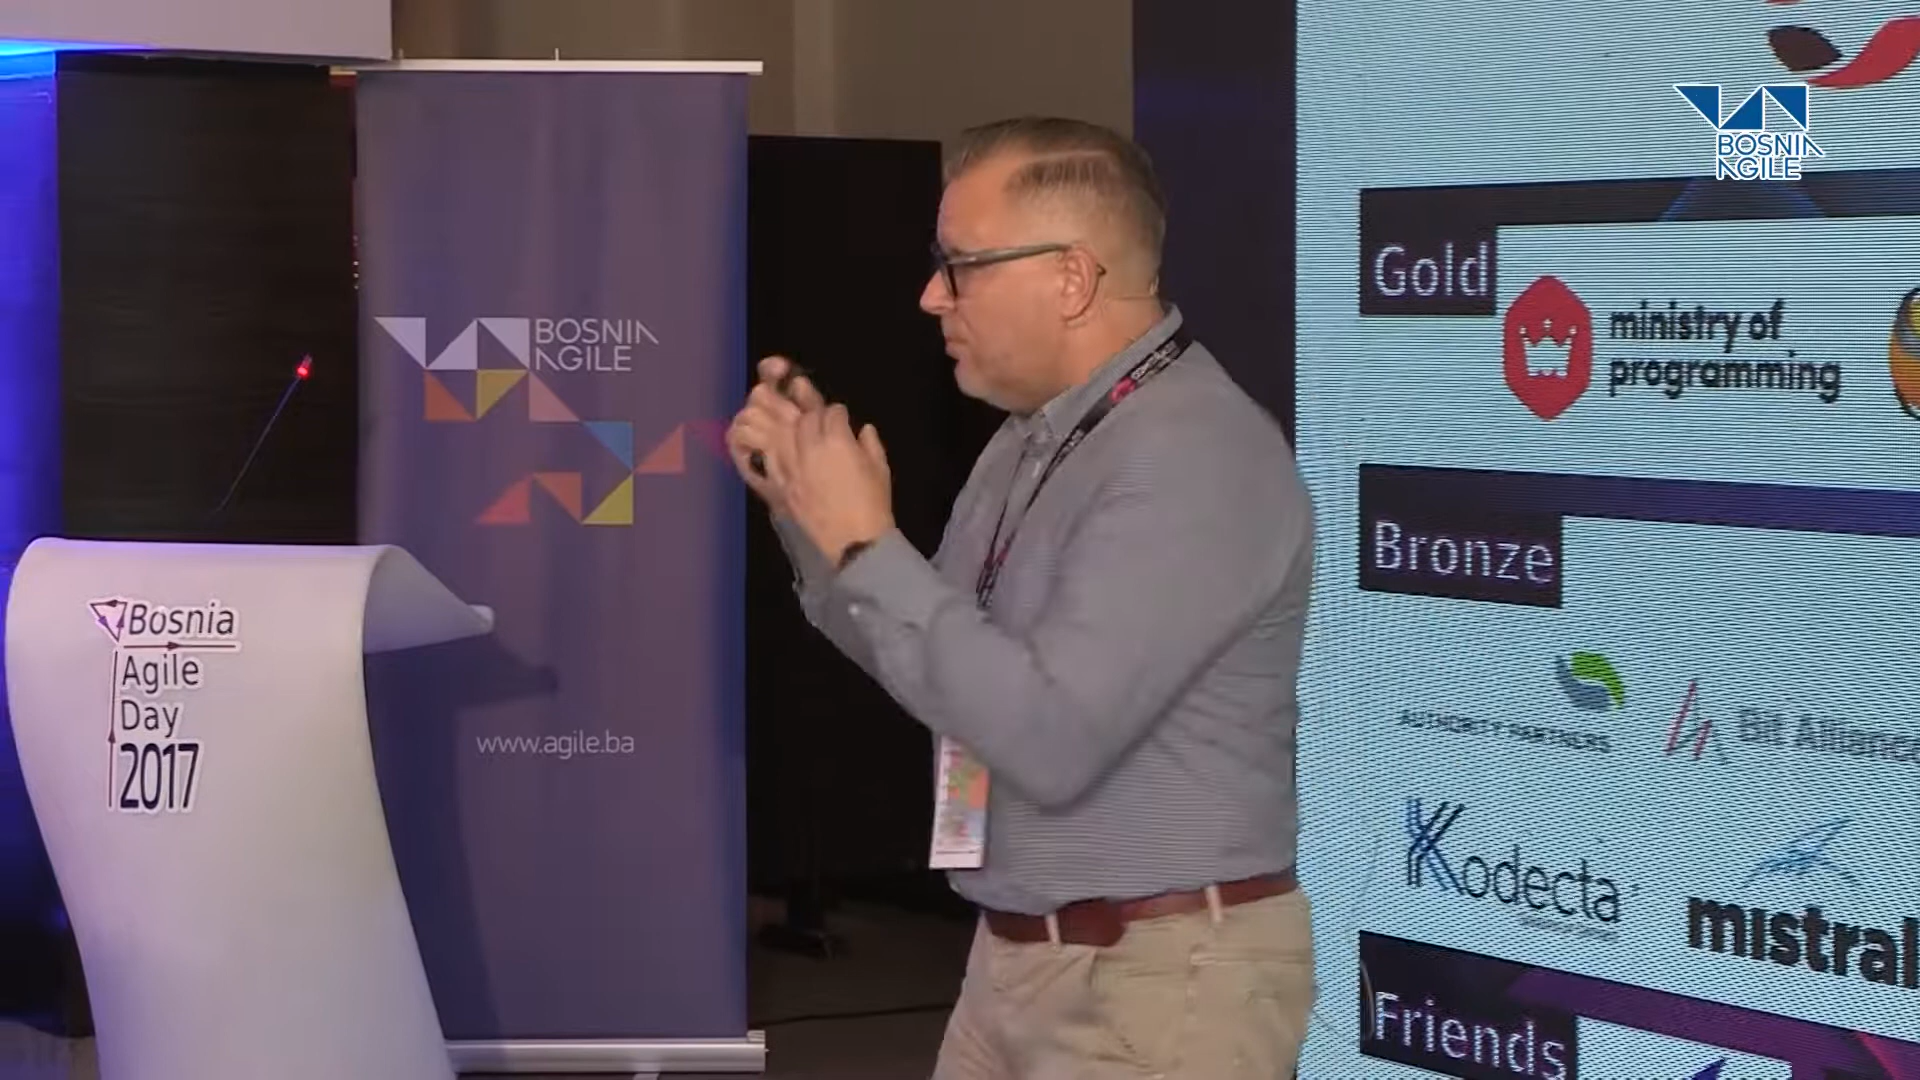 BOSNIA
AGILE
www.agile.ba
Bosnia
Agile
Day
2017
BOSNIA
AGILE
Gold
ministry of
programming
Bronze
AUTHORITY PARTNERS
Bit Alliance
Kodecta
mistral
Friends